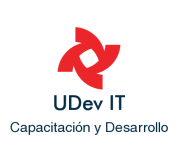 UDev IT
Capacitación y Desarrollo